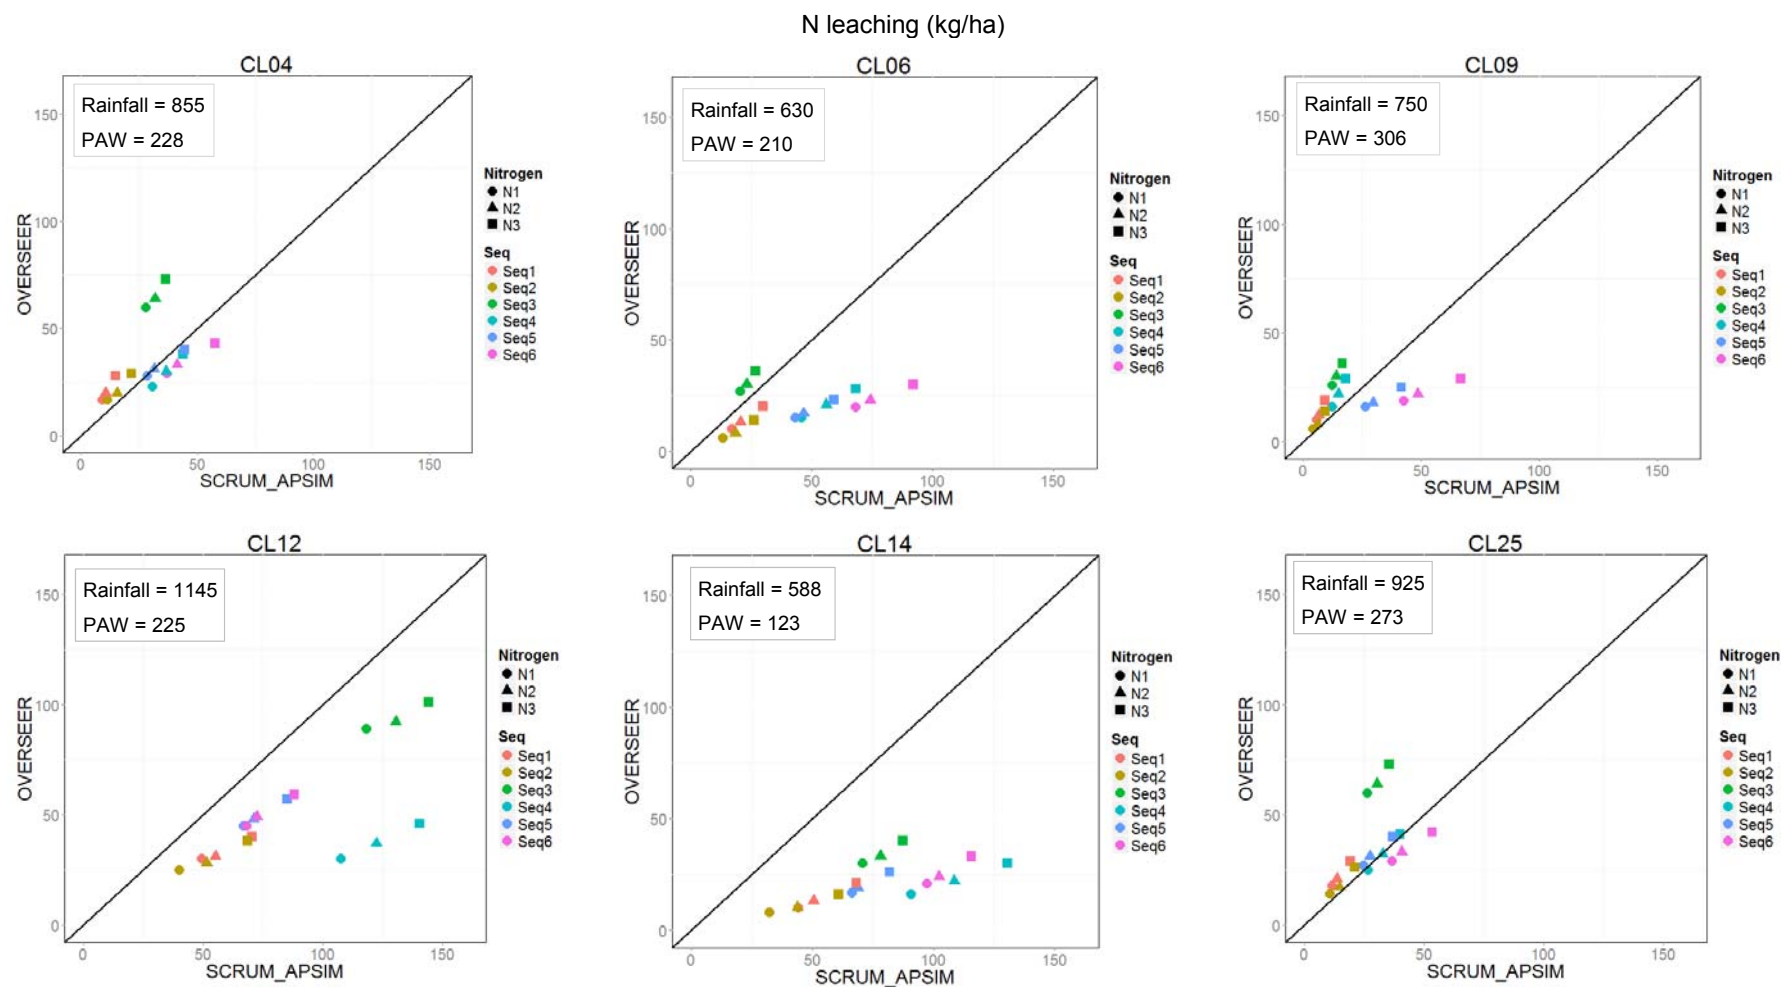 N leaching (kg/ha)
CL04
Rainfall = 855
PAW = 228
150
100
50
0
OVERSEER
0 50 100 150
SCRUM_APSIM
Nitrogen
N1
N2
N3
Seq
Seq1
Seq2
Seq3
Seq4
Seq5
Seq6
CL06
Rainfall = 630
PAW = 210
150
100
50
0
OVERSEER
0 50 100 150
SCRUM_APSIM
Nitrogen
N1
N2
N3
Seq
Seq1
Seq2
Seq3
Seq4
Seq5
Seq6
CL09
Rainfall = 750
PAW = 306
150
100
50
0
OVERSEER
0 50 100 150
SCRUM_APSIM
Nitrogen
N1
N2
N3
Seq
Seq1
Seq2
Seq3
Seq4
Seq5
Seq6
CL12
Rainfall = 1145
PAW = 225
150
100
50
0
OVERSEER
0 50 100 150
SCRUM_APSIM
Nitrogen
N1
N2
N3
Seq
Seq1
Seq2
Seq3
Seq4
Seq5
Seq6
CL14
Rainfall = 588
PAW = 123
150
100
50
0
OVERSEER
0 50 100 150
SCRUM_APSIM
Nitrogen
N1
N2
N3
Seq
Seq1
Seq2
Seq3
Seq4
Seq5
Seq6
CL25
Rainfall = 925
PAW = 273
150
100
50
0
OVERSEER
0 50 100 150
SCRUM_APSIM
Nitrogen
N1
N2
N3
Seq
Seq1
Seq2
Seq3
Seq4
Seq5
Seq6